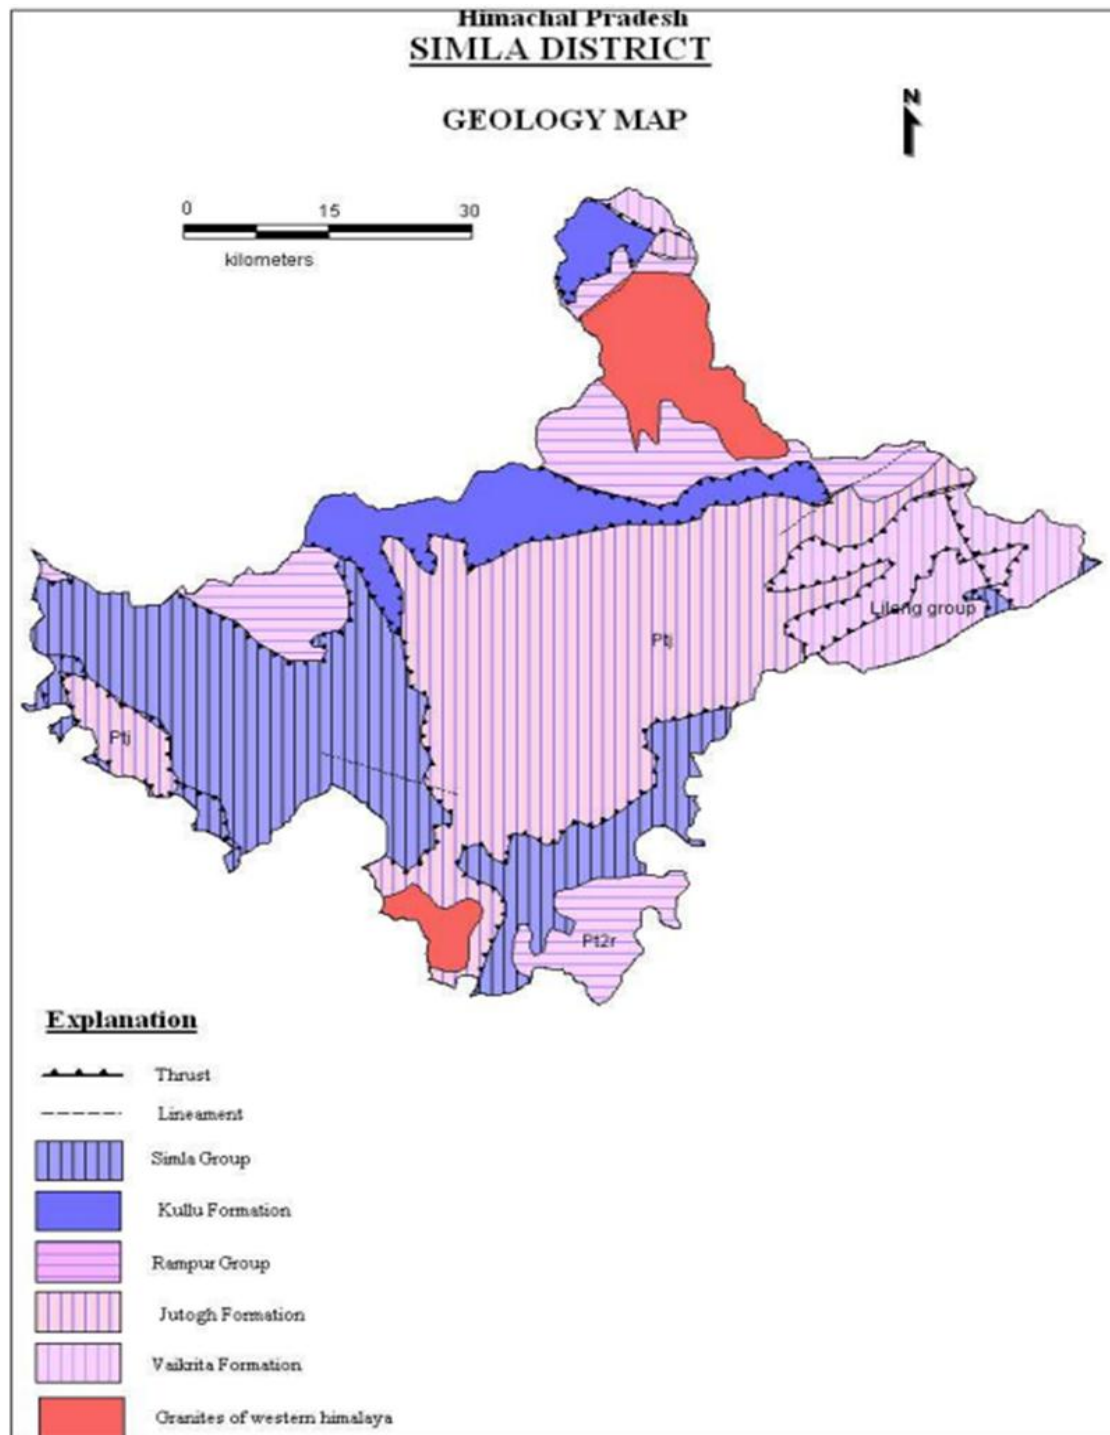 Himachal Pradesh
SIMLA DISTRICT
GEOLOGY MAP
N
0 15 30
kilometers
Lilang group
Ptj
Ptj
Pt2r
Explanation
Thrust
Lineament
Simla Group
Kullu Formation
Rampur Group
Jutogh Formation
Vaikrita Formation
Granites of western himalaya